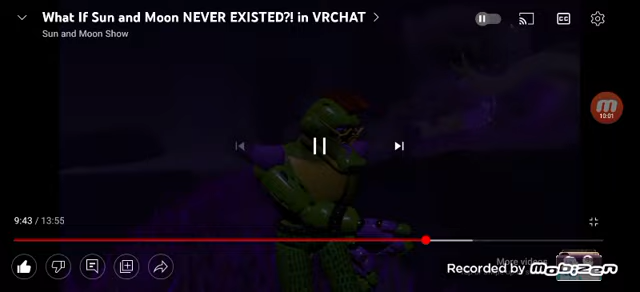 What If Sun and Moon NEVER EXISTED?! in VRCHAT
Sun and Moon Show
CC
10:01
9:43 / 13:55
More videos
Recorded by MOBIZEN